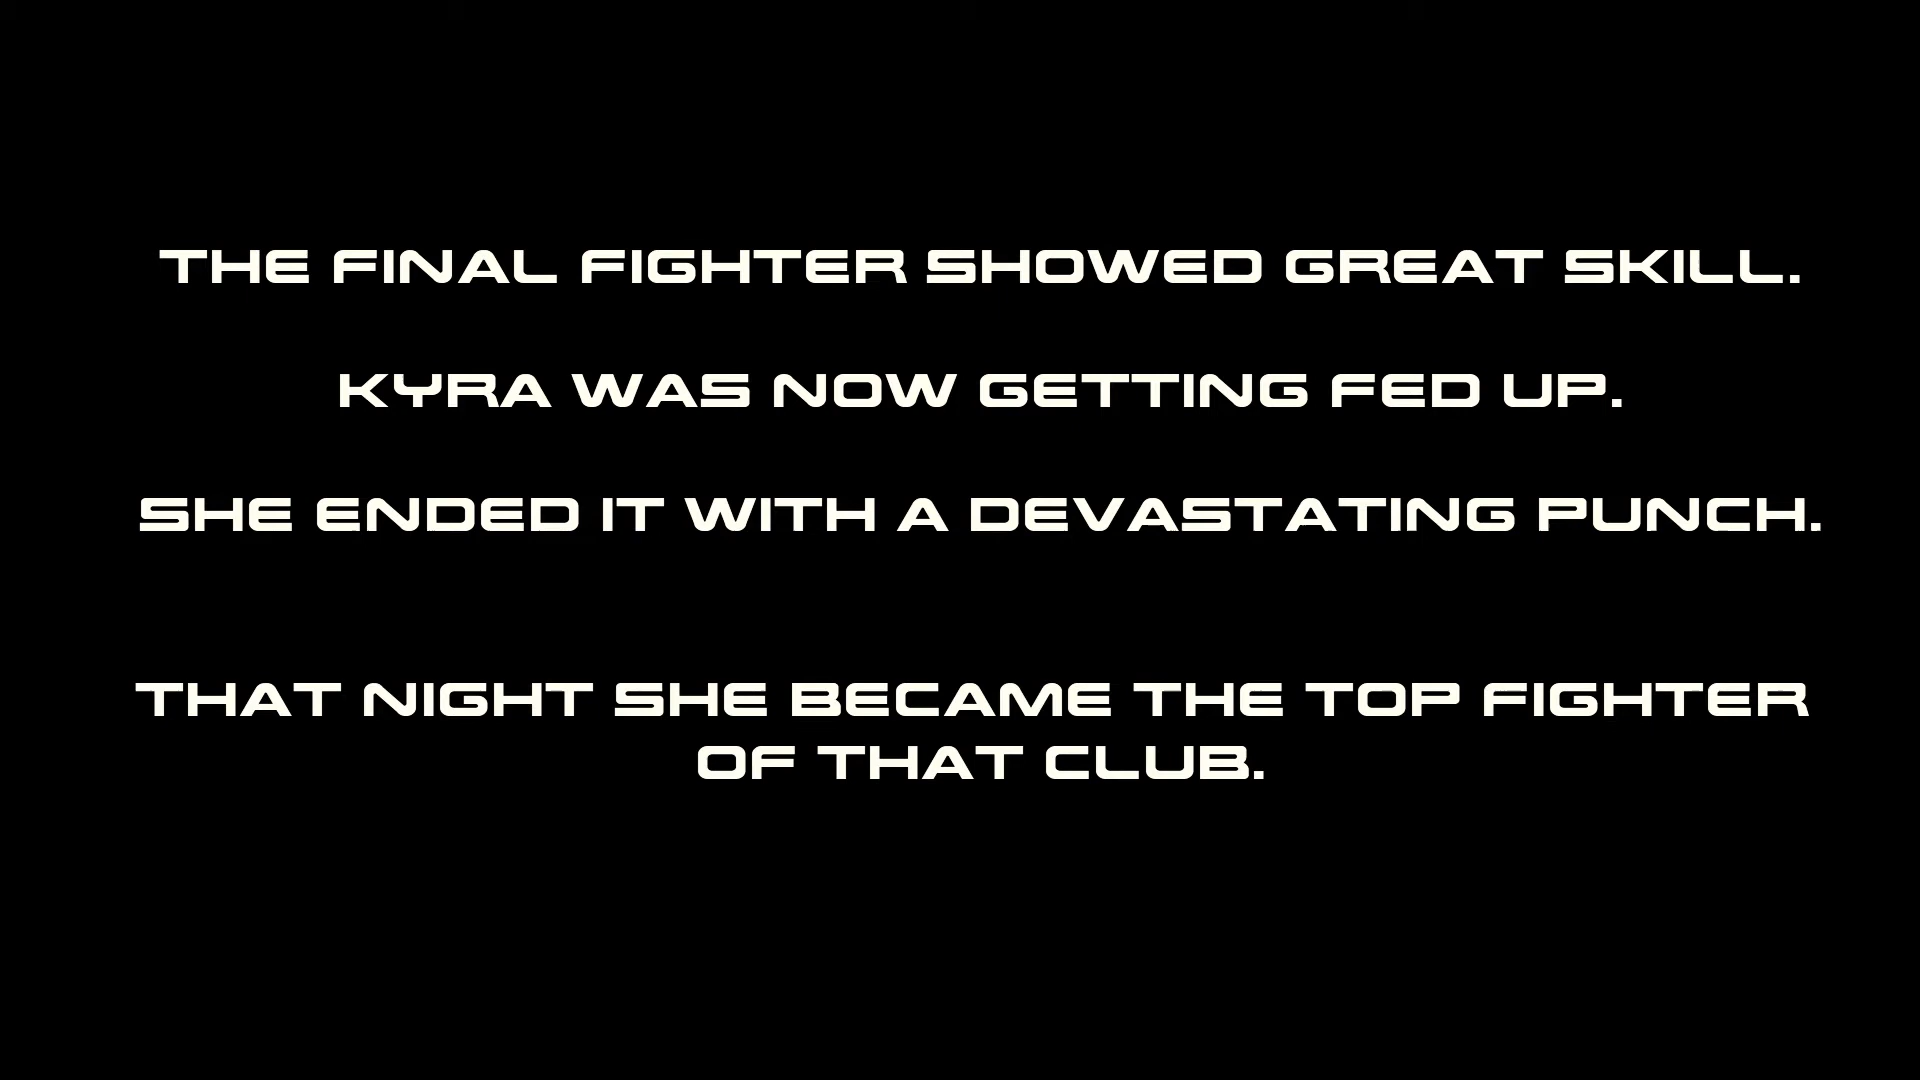 THE FINAL FIGHTER SHOWED GREAT SKILL.
KYRA WAS NOW GETTING FED UP.
SHE ENDED IT WITH A DEVASTATING PUNCH.
THAT NIGHT SHE BECAME THE TOP FIGHTER
OF THAT CLUB.